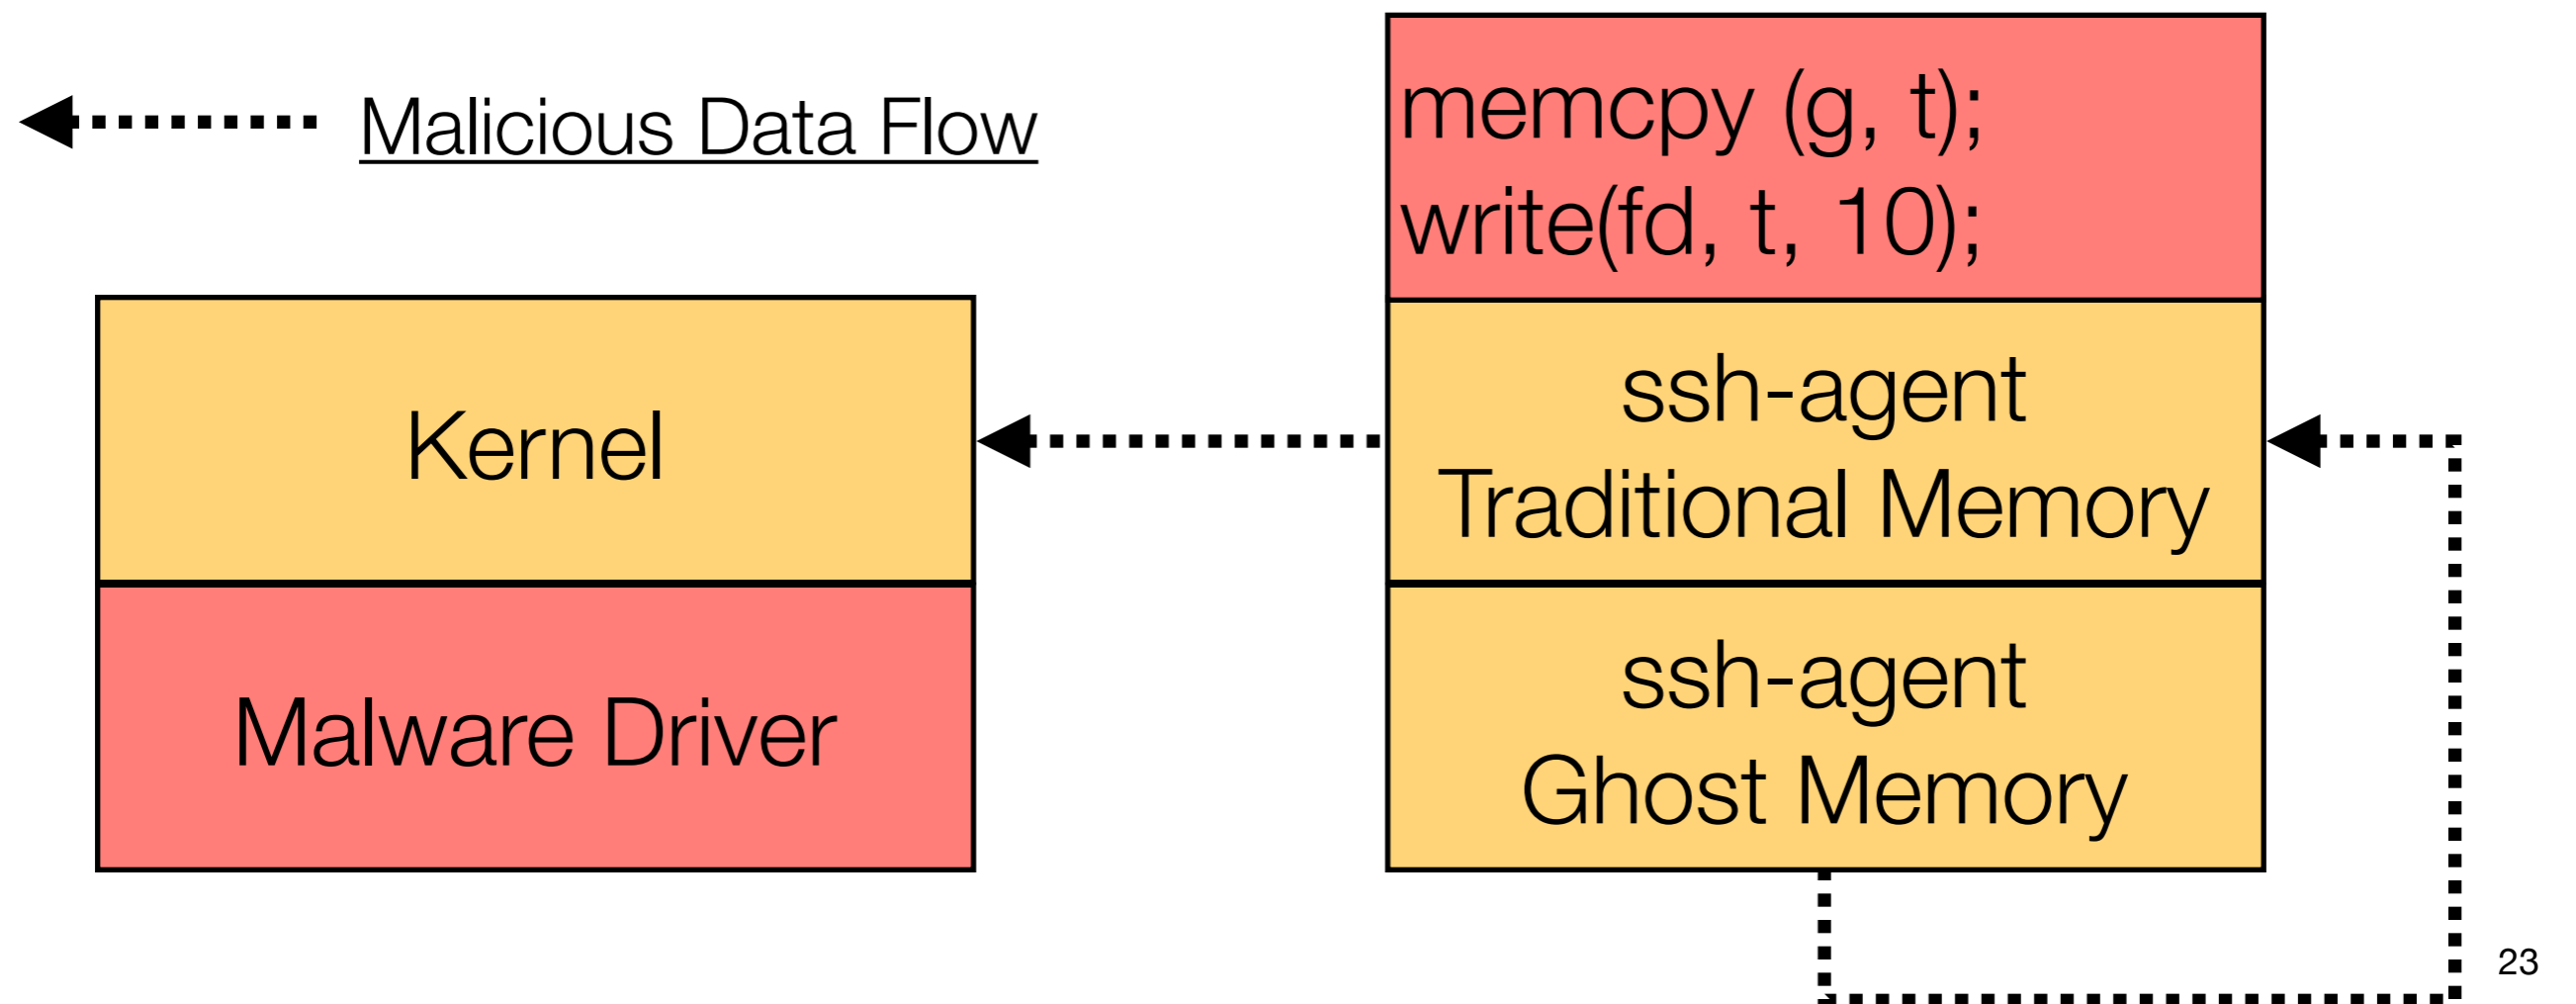 Malicious Data Flow
memcpy (g, t);
write(fd, t, 10);
Kernel
Malware Driver
ssh-agent
Traditional Memory
ssh-agent
Ghost Memory
23